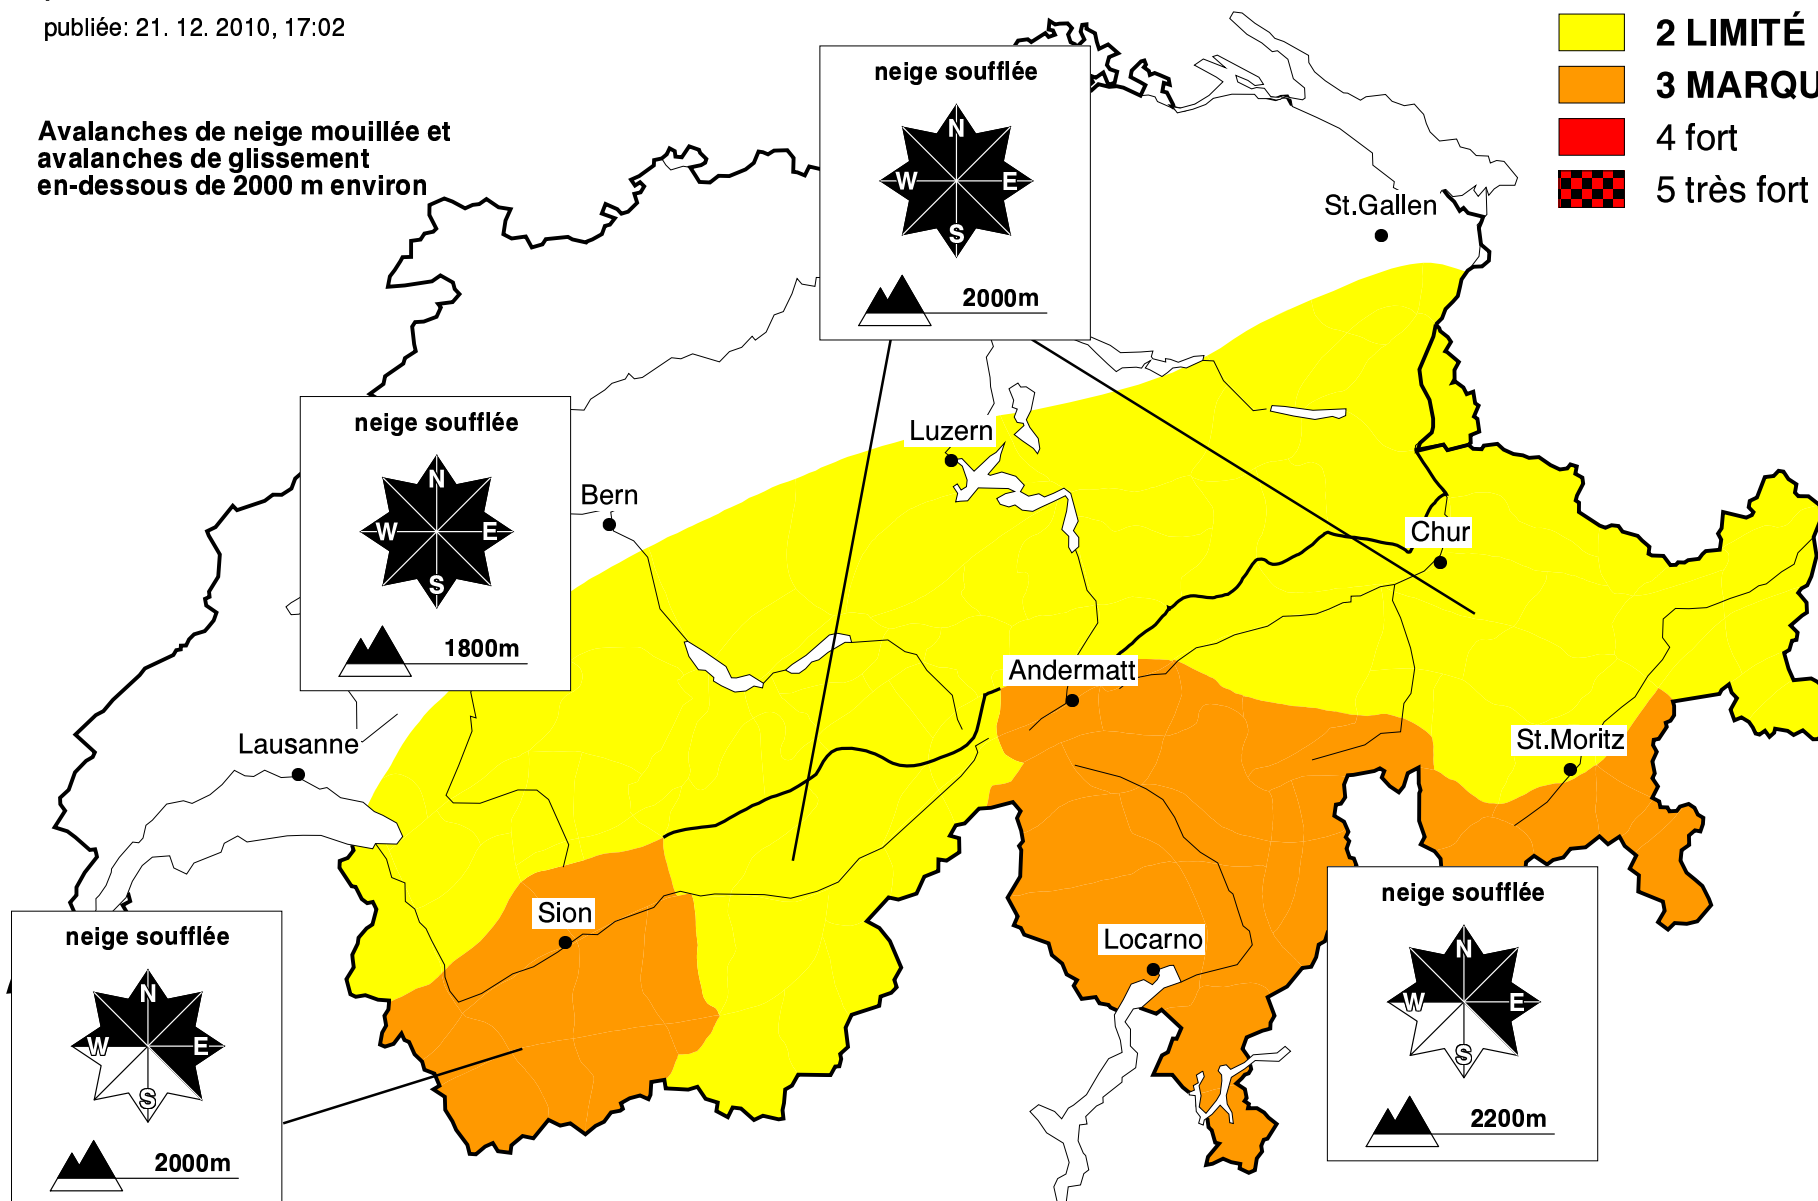 publiée: 21. 12. 2010, 17:02
2 LIMITÉ
3 MARQU
4 fort
5 très fort
Avalanches de neige mouillée et
avalanches de glissement
en-dessous de 2000 m environ
neige soufflée
N
W E
S
2000m
St.Gallen
neige soufflée
N
W E
S
1800m
Luzern
Bern
Chur
Andermatt
St.Moritz
Lausanne
Sion
Locarno
neige soufflée
N
W E
S
2000m
neige soufflée
N
W E
S
2200m